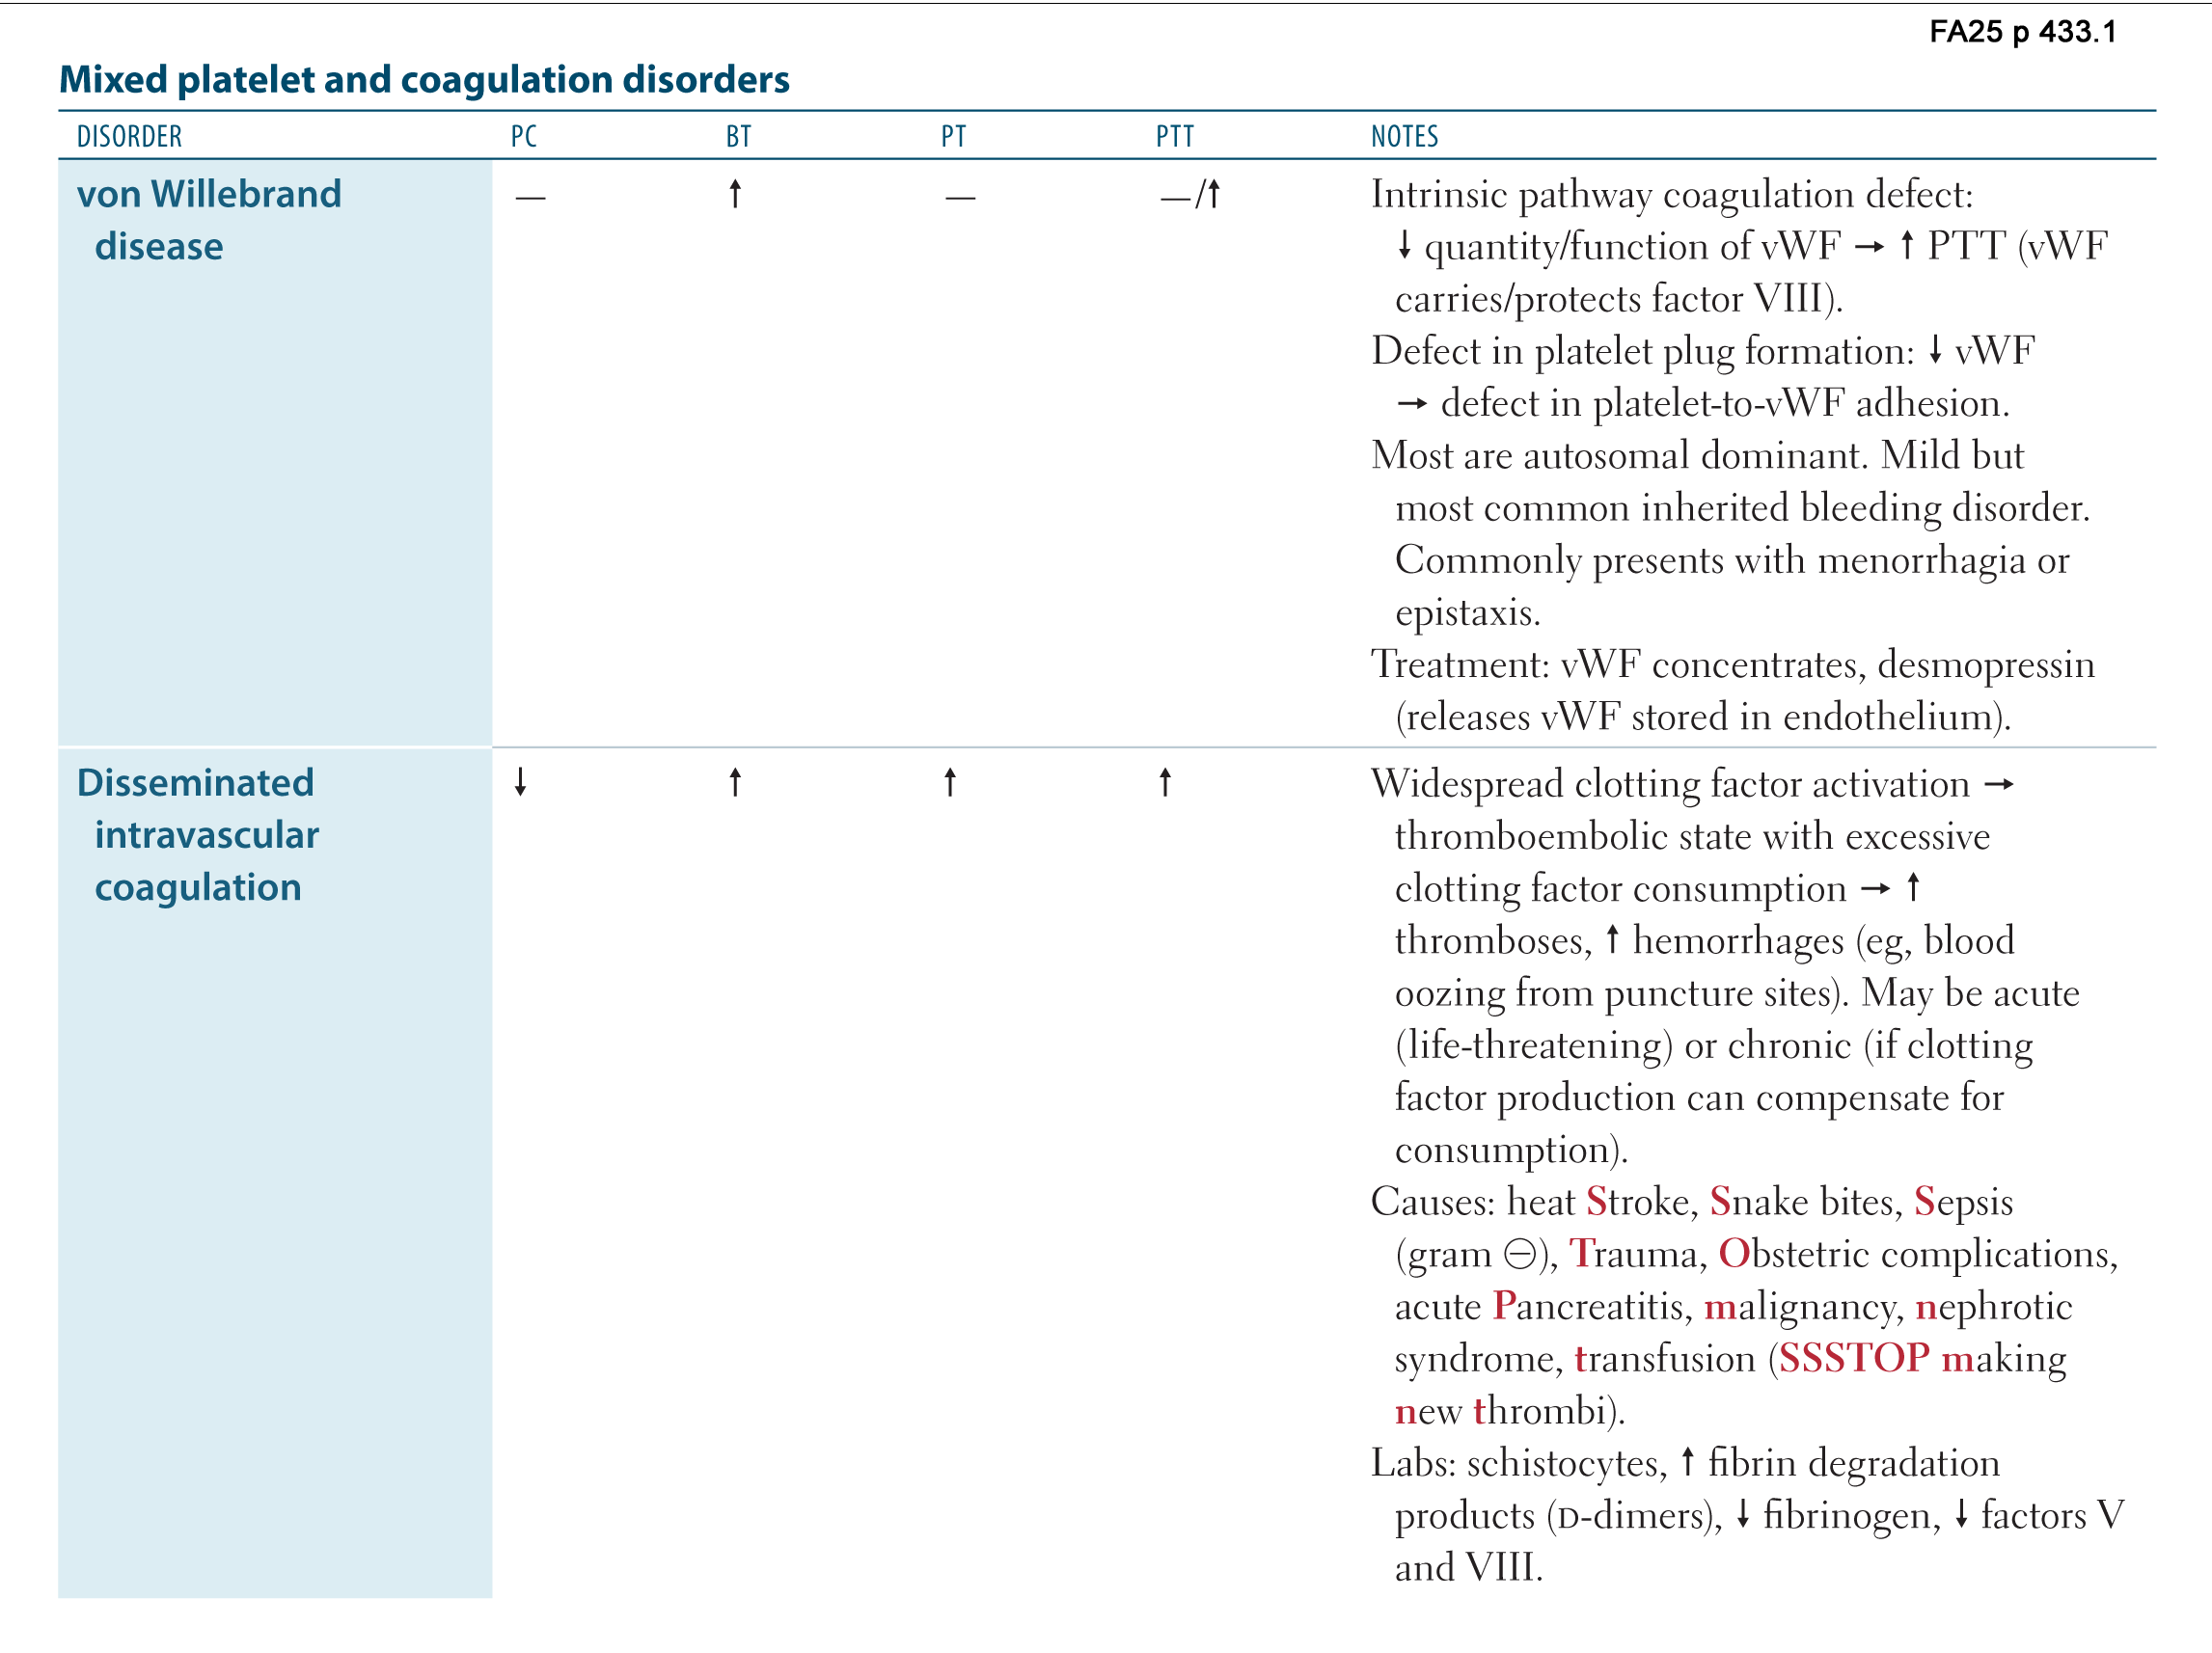 FA25 p 433.1
Mixed platelet and coagulation disorders
DISORDER PC BT PT PTT NOTES
von Willebrand disease — ↑ — —/↑
Intrinsic pathway coagulation defect:
↓ quantity/function of vWF → ↑ PTT (vWF
carries/protects factor VIII).
Defect in platelet plug formation: ↓ vWF
→ defect in platelet-to-vWF adhesion.
Most are autosomal dominant. Mild but
most common inherited bleeding disorder.
Commonly presents with menorrhagia or
epistaxis.
Treatment: vWF concentrates, desmopressin
(releases vWF stored in endothelium).
Disseminated intravascular coagulation ↓ ↑ ↑ ↑
Widespread clotting factor activation →
thromboembolic state with excessive
clotting factor consumption → ↑
thromboses, ↑ hemorrhages (eg, blood
oozing from puncture sites). May be acute
(life-threatening) or chronic (if clotting
factor production can compensate for
consumption).
Causes: heat Stroke, Snake bites, Sepsis
(gram ⊖), Trauma, Obstetric complications,
acute Pancreatitis, malignancy, nephrotic
syndrome, transfusion (SSSTOP making
new thrombi).
Labs: schistocytes, ↑ fibrin degradation
products (D-dimers), ↓ fibrinogen, ↓ factors V
and VIII.